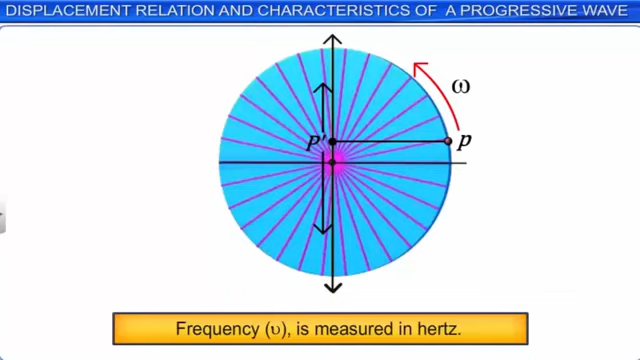 DISPLACEMENT RELATION AND CHARACTERISTICS OF A PROGRESSIVE WAVE
ω
p' p
Frequency (υ), is measured in hertz.